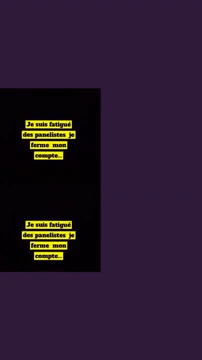 Je suis fatigué
des panelistes je
ferme mon
compte...
Je suis fatigué
des panelistes je
ferme mon
compte...